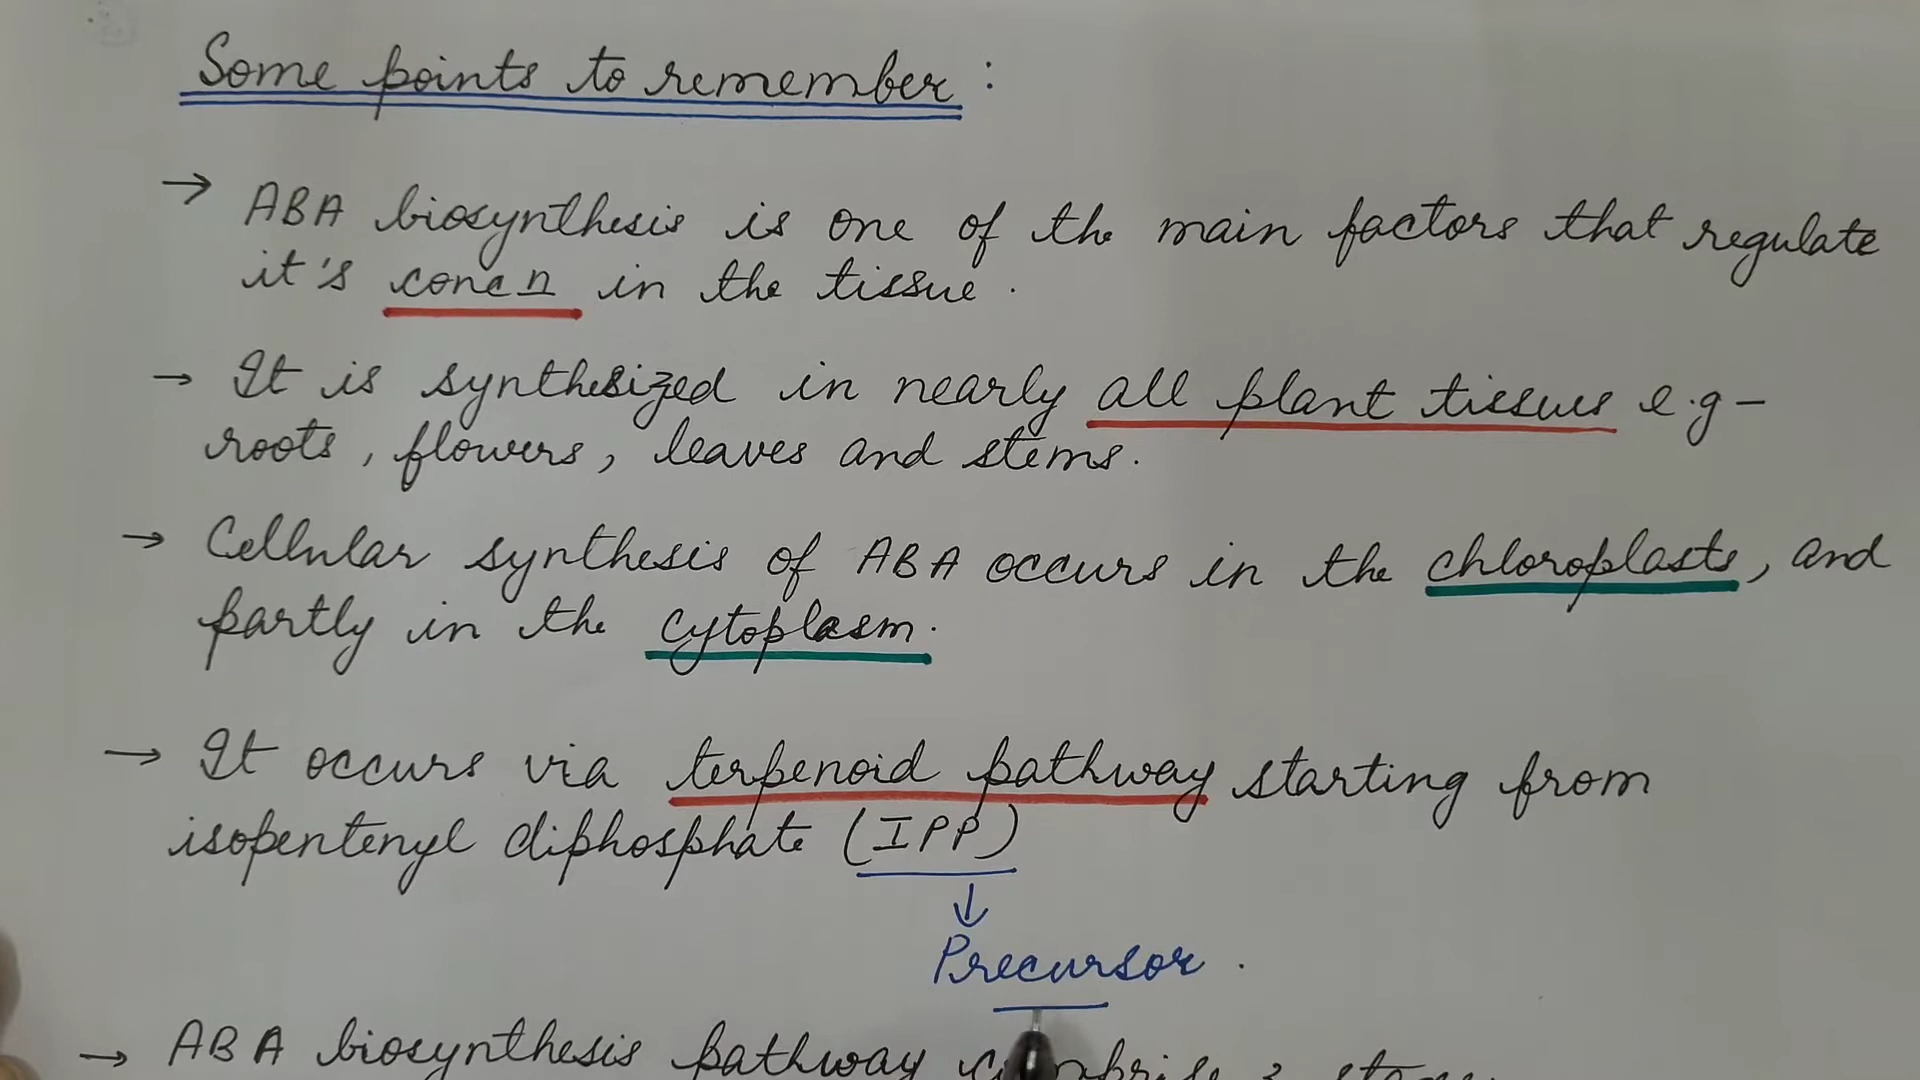 Some points to remember :
→ ABA biosynthesis is one of the main factors that regulate
it's concn in the tissue.
→ It is synthesized in nearly all plant tissues e.g –
roots, flowers, leaves and stems.
→ Cellular synthesis of ABA occurs in the chloroplasts, and
partly in the cytoplasm.
→ It occurs via terpenoid pathway starting from
isopentenyl diphosphate (IPP)
↓
Precursor.
→ ABA biosynthesis pathway